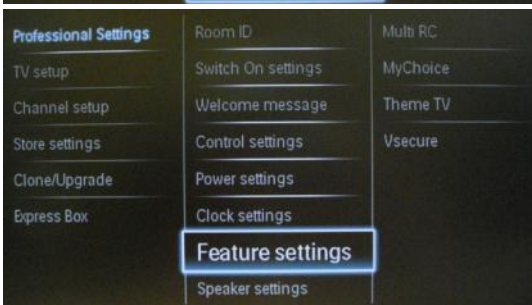 Professional Settings
TV setup
Channel setup
Store settings
Clone/Upgrade
Express Box
Room ID
Switch On settings
Welcome message
Control settings
Power settings
Clock settings
Feature settings
Speaker settings
Multi RC
MyChoice
Theme TV
Vsecure